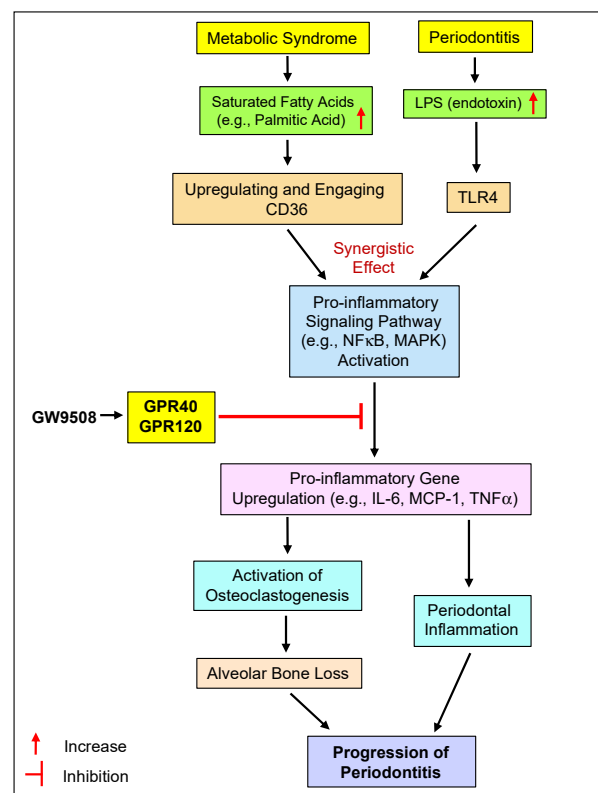 Metabolic Syndrome
Periodontitis
Saturated Fatty Acids
(e.g., Palmitic Acid)
LPS (endotoxin)
Upregulating and Engaging
CD36
TLR4
Synergistic
Effect
Pro-inflammatory
Signaling Pathway
(e.g., NFκB, MAPK)
Activation
GW9508
GPR40
GPR120
Pro-inflammatory Gene
Upregulation (e.g., IL-6, MCP-1, TNFα)
Activation of
Osteoclastogenesis
Periodontal
Inflammation
Alveolar Bone Loss
Progression of
Periodontitis
Increase
Inhibition